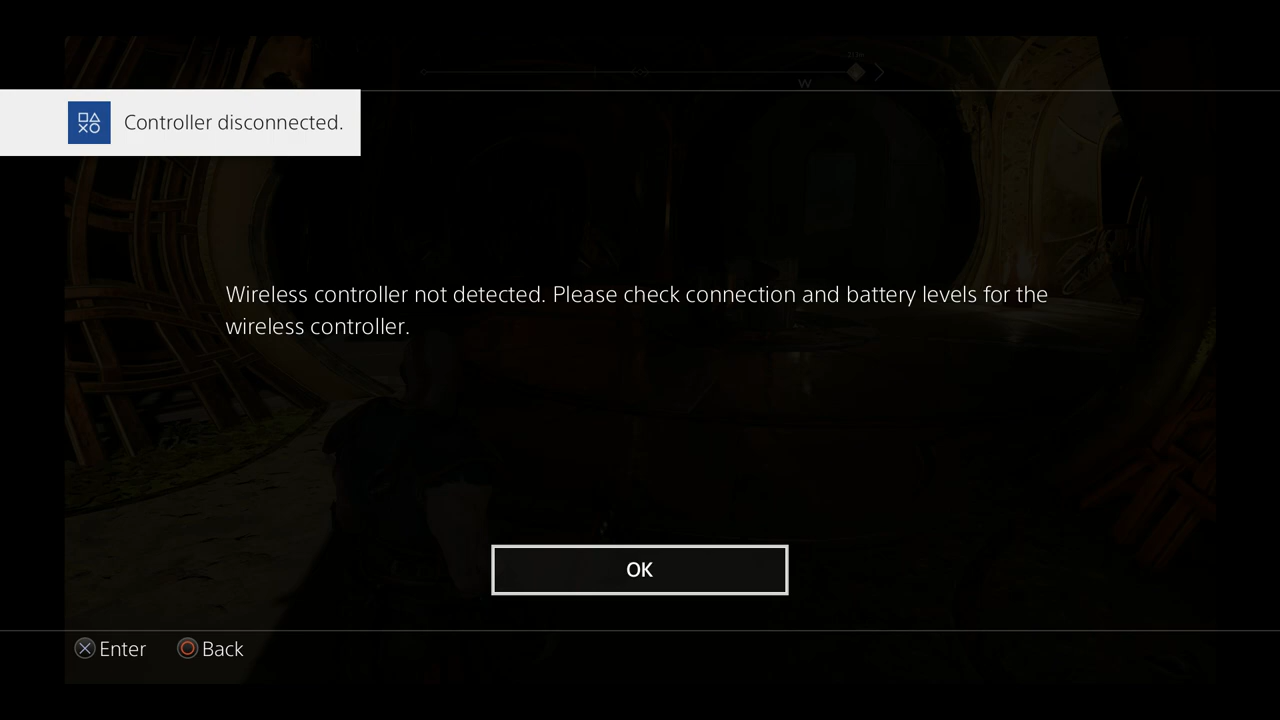 W
Controller disconnected.
Wireless controller not detected. Please check connection and battery levels for the
wireless controller.
OK
Enter Back